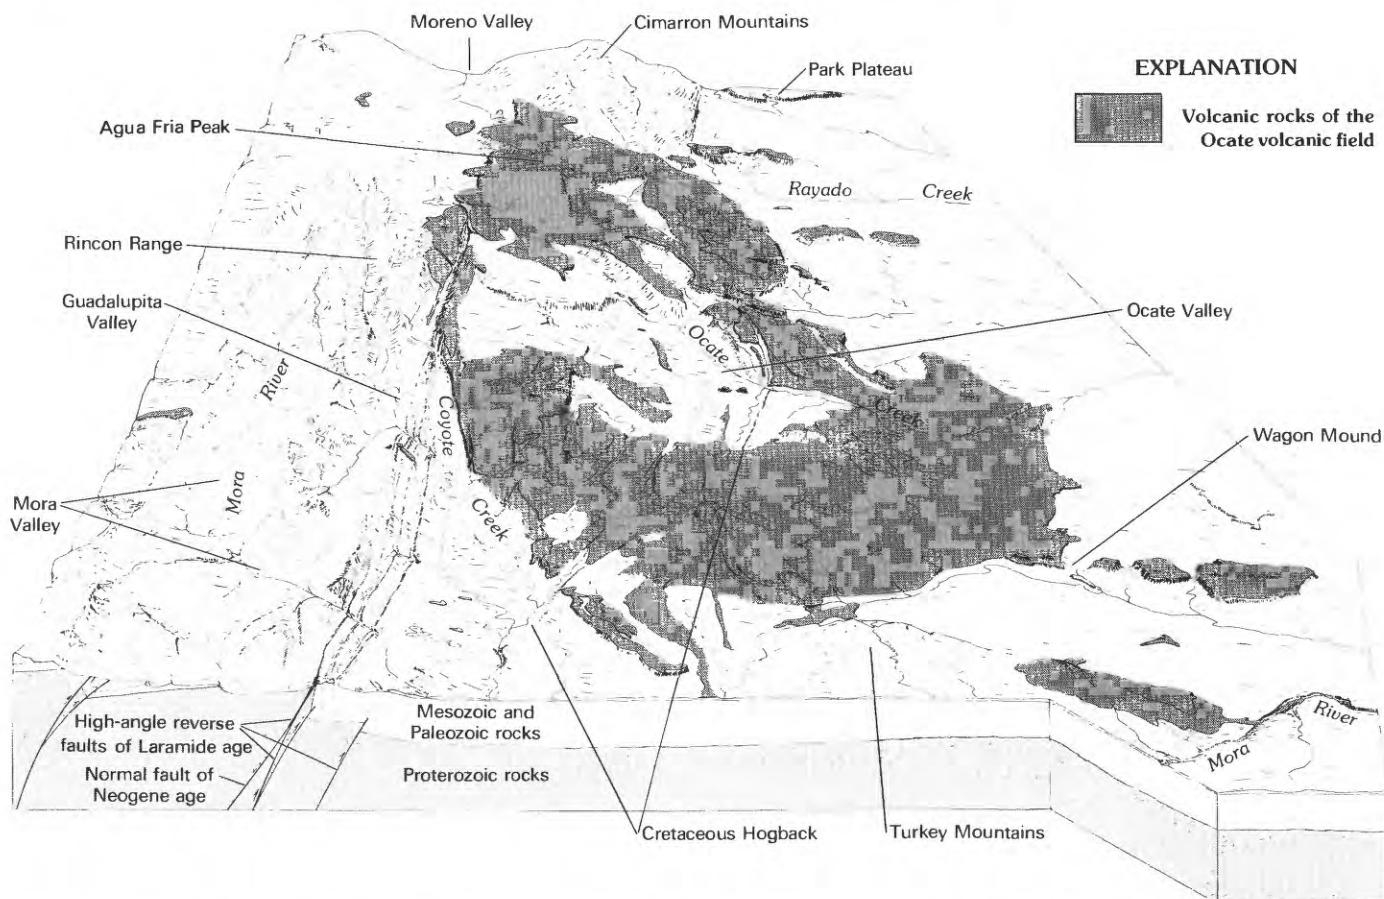 Moreno Valley
Cimarron Mountains
Park Plateau
EXPLANATION
Volcanic rocks of the
Ocate volcanic field
Agua Fria Peak
Rayado Creek
Rincon Range
Guadalupita
Valley
Ocate Valley
Ocate
Creek
River
Mora
Coyote
Creek
Wagon Mound
Mora
Valley
High-angle reverse
faults of Laramide age
Normal fault of
Neogene age
Mesozoic and
Paleozoic rocks
Proterozoic rocks
River
Mora
Cretaceous Hogback
Turkey Mountains